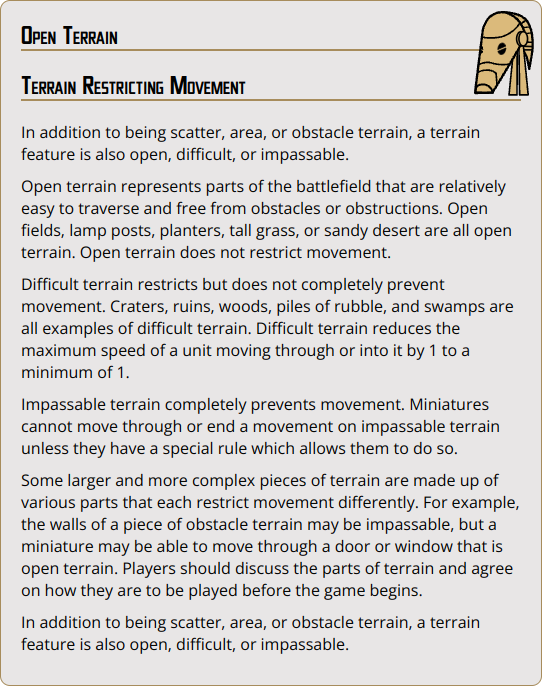 Open Terrain
Terrain Restricting Movement
In addition to being scatter, area, or obstacle terrain, a terrain
feature is also open, difficult, or impassable.
Open terrain represents parts of the battlefield that are relatively
easy to traverse and free from obstacles or obstructions. Open
fields, lamp posts, planters, tall grass, or sandy desert are all open
terrain. Open terrain does not restrict movement.
Difficult terrain restricts but does not completely prevent
movement. Craters, ruins, woods, piles of rubble, and swamps are
all examples of difficult terrain. Difficult terrain reduces the
maximum speed of a unit moving through or into it by 1 to a
minimum of 1.
Impassable terrain completely prevents movement. Miniatures
cannot move through or end a movement on impassable terrain
unless they have a special rule which allows them to do so.
Some larger and more complex pieces of terrain are made up of
various parts that each restrict movement differently. For example,
the walls of a piece of obstacle terrain may be impassable, but a
miniature may be able to move through a door or window that is
open terrain. Players should discuss the parts of terrain and agree
on how they are to be played before the game begins.
In addition to being scatter, area, or obstacle terrain, a terrain
feature is also open, difficult, or impassable.